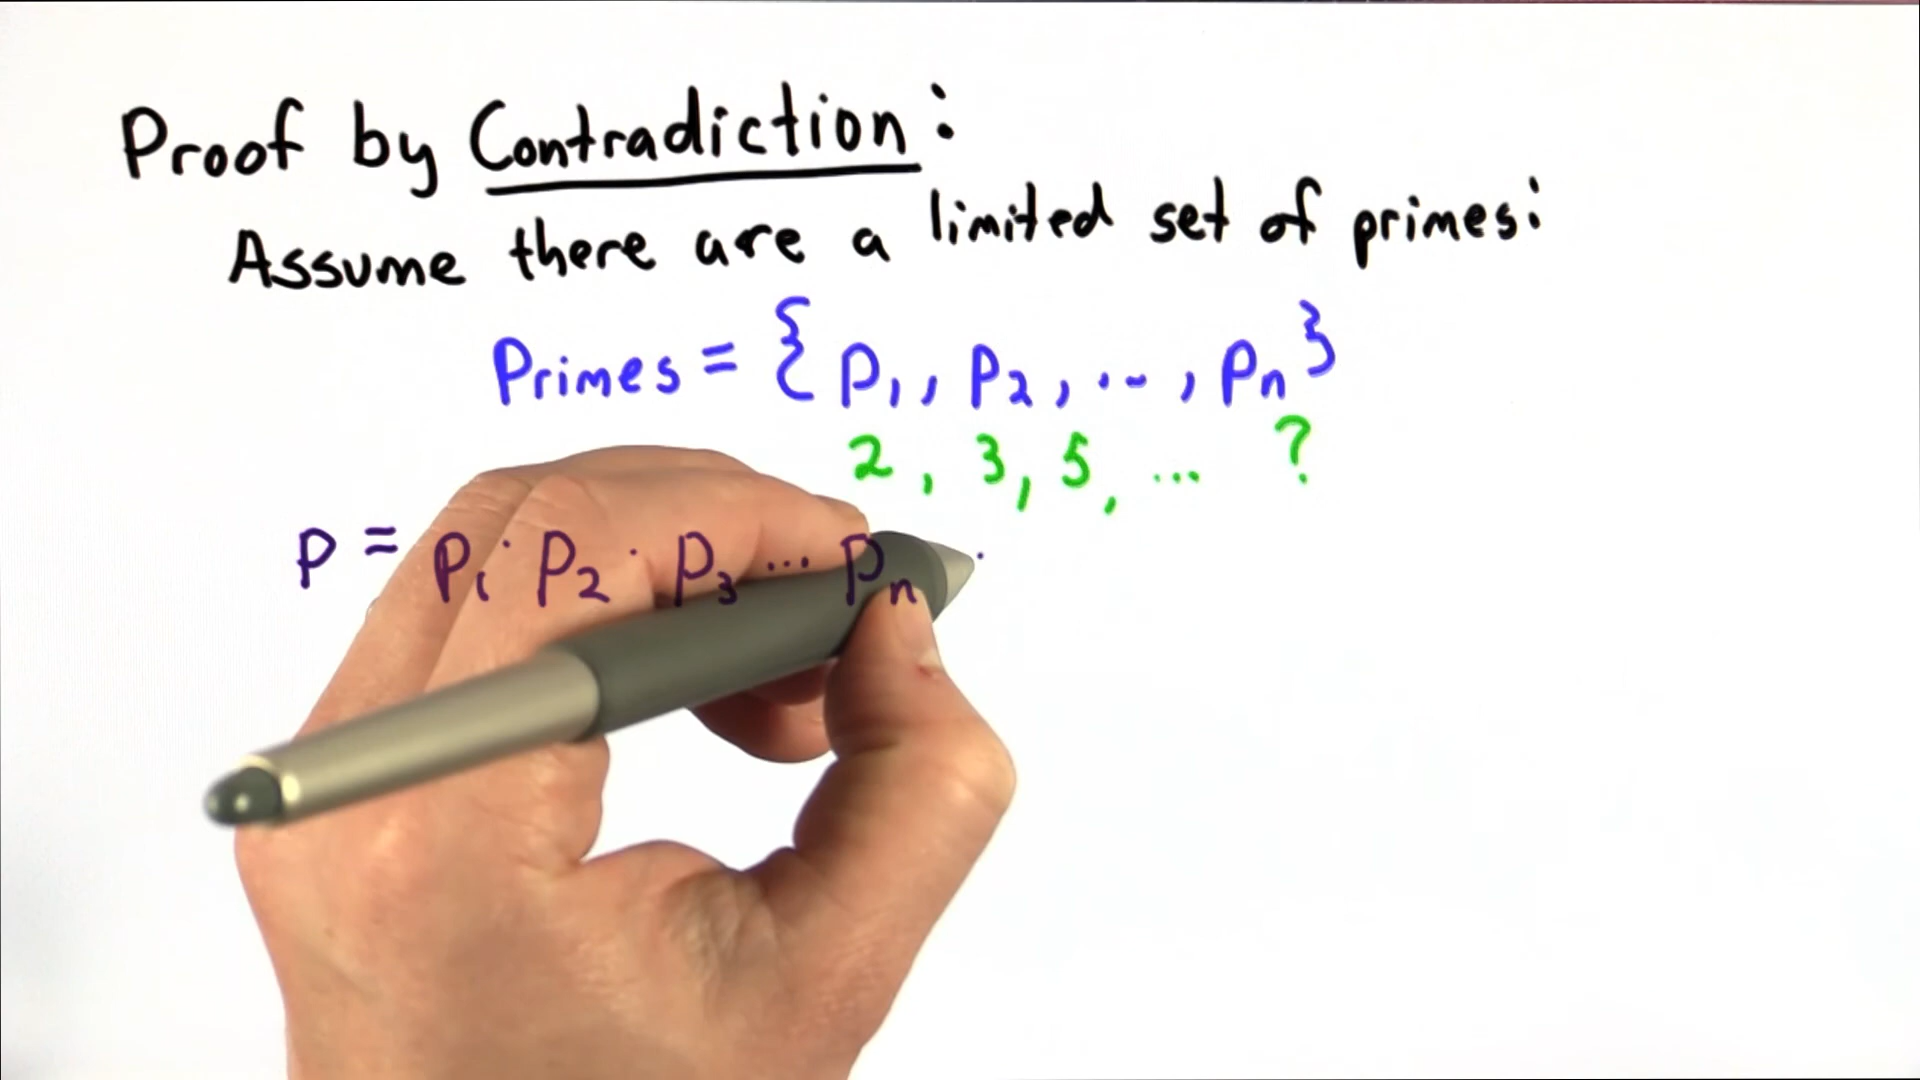 Proof by Contradiction:
Assume there are a limited set of primes:
Primes = { p1, p2, ..., pn }
2, 3, 5, ... ?
p = p1 · p2 · p3 ... pn